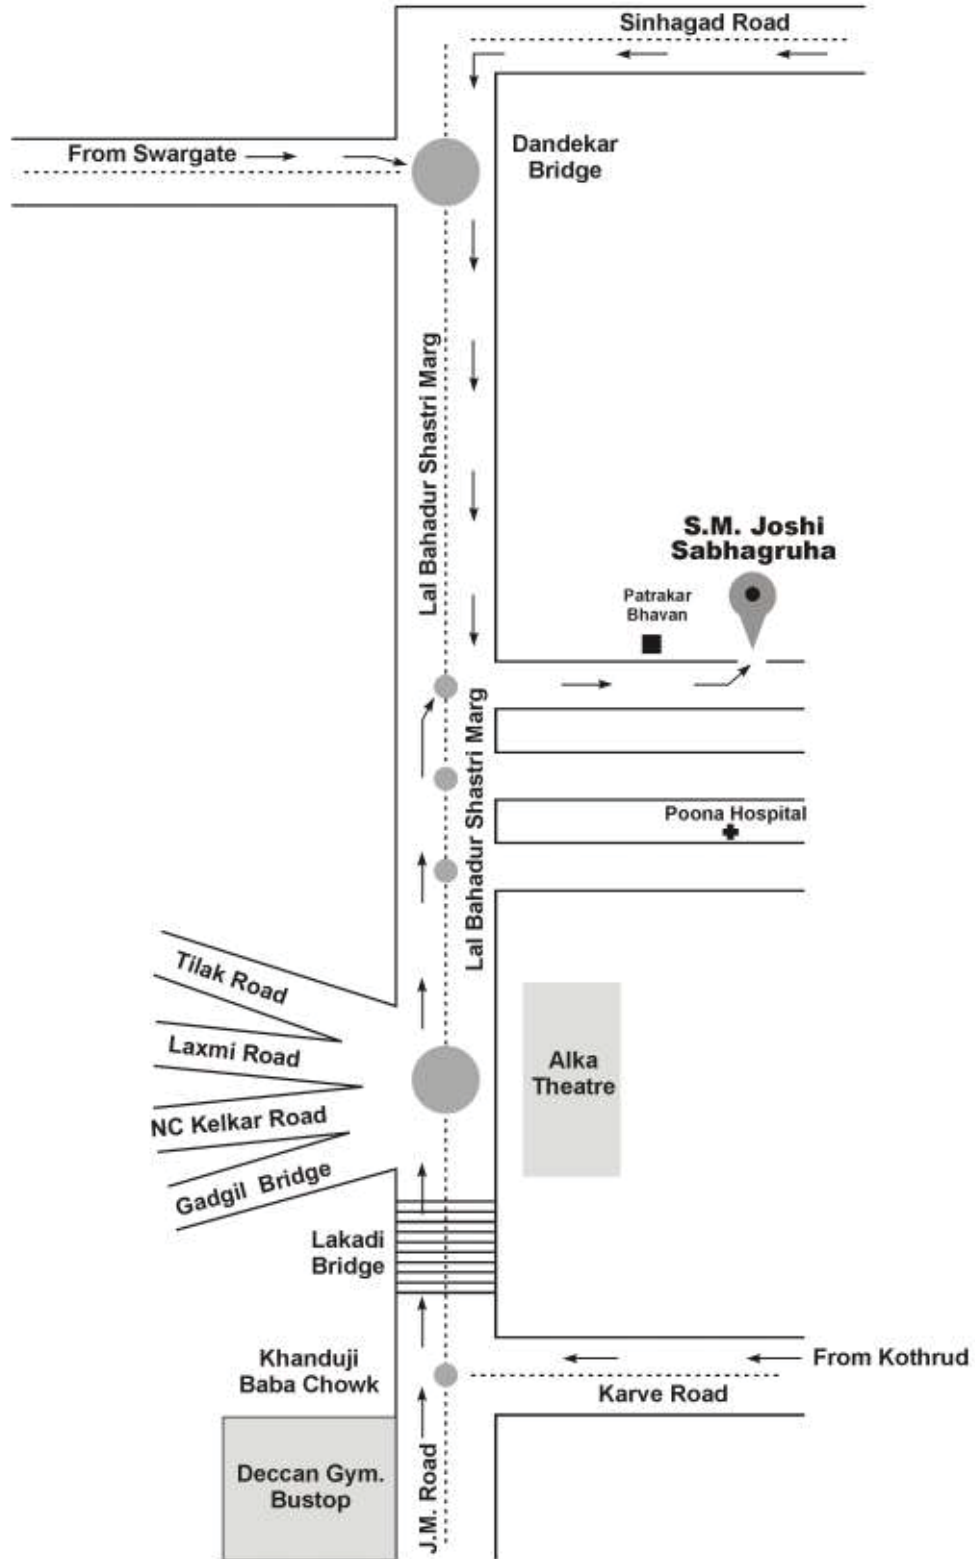 Sinhagad Road
From Swargate
Dandekar
Bridge
Lal Bahadur Shastri Marg
S.M. Joshi
Sabhagruha
Patrakar
Bhavan
Lal Bahadur Shastri Marg
Poona Hospital
Tilak Road
Laxmi Road
NC Kelkar Road
Gadgil Bridge
Alka
Theatre
Lakadi
Bridge
Khanduji
Baba Chowk
From Kothrud
Karve Road
Deccan Gym.
Bustop
J.M. Road